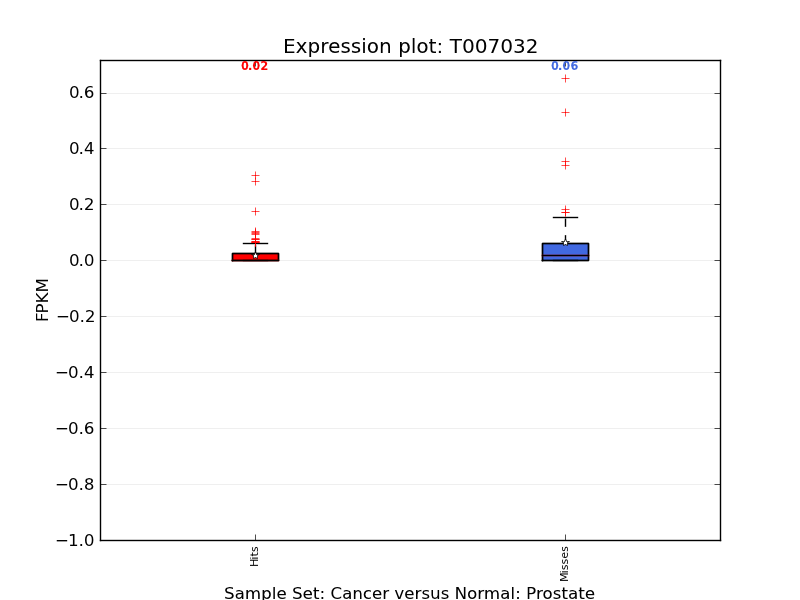 Expression plot: T007032
0.02
0.06
0.6
0.4
0.2
0.0
−0.2
−0.4
−0.6
−0.8
−1.0
FPKM
Hits
Misses
Sample Set: Cancer versus Normal: Prostate